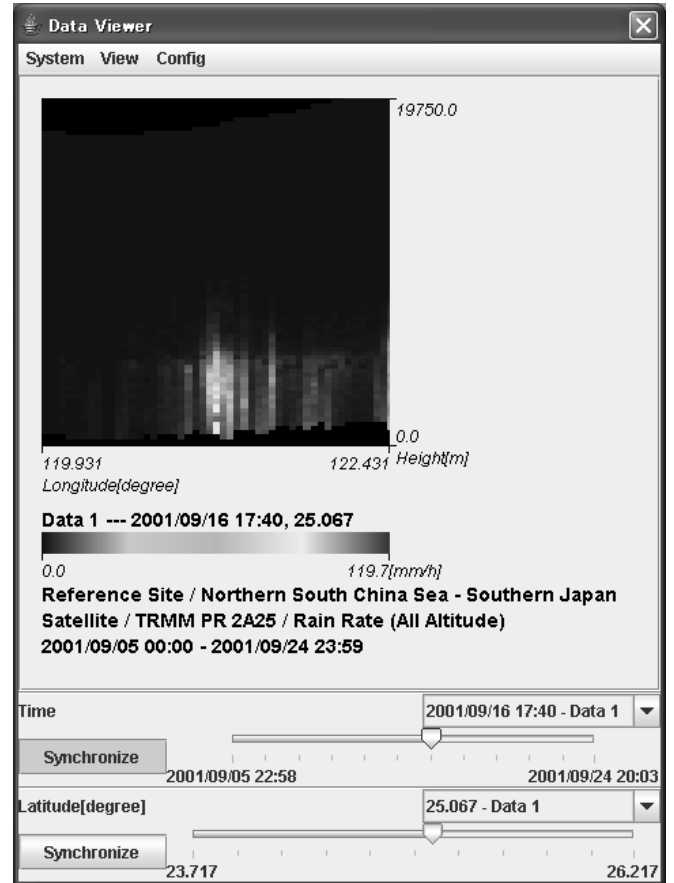 Data Viewer
System View Config
19750.0
0.0
119.931 122.431 Height[m]
Longitude[degree]
Data 1 --- 2001/09/16 17:40, 25.067
0.0 119.7[mm/h]
Reference Site / Northern South China Sea - Southern Japan
Satellite / TRMM PR 2A25 / Rain Rate (All Altitude)
2001/09/05 00:00 - 2001/09/24 23:59
Time 2001/09/16 17:40 - Data 1
Synchronize
2001/09/05 22:58 2001/09/24 20:03
Latitude[degree] 25.067 - Data 1
Synchronize
23.717 26.217